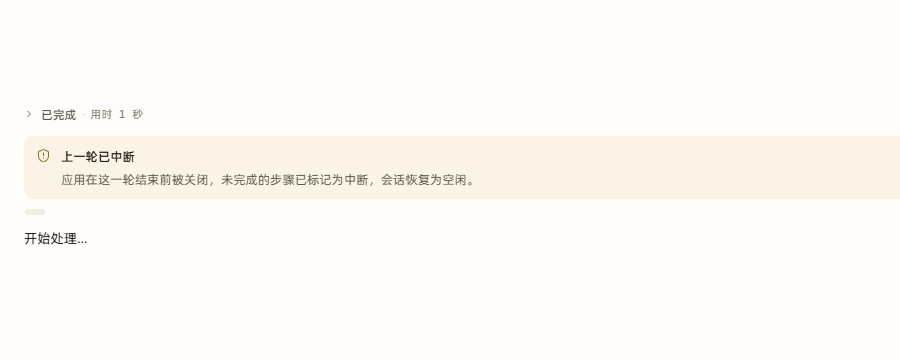 已完成 · 用时 1 秒
上一轮已中断
应用在这一轮结束前被关闭，未完成的步骤已标记为中断，会话恢复为空闲。
开始处理...